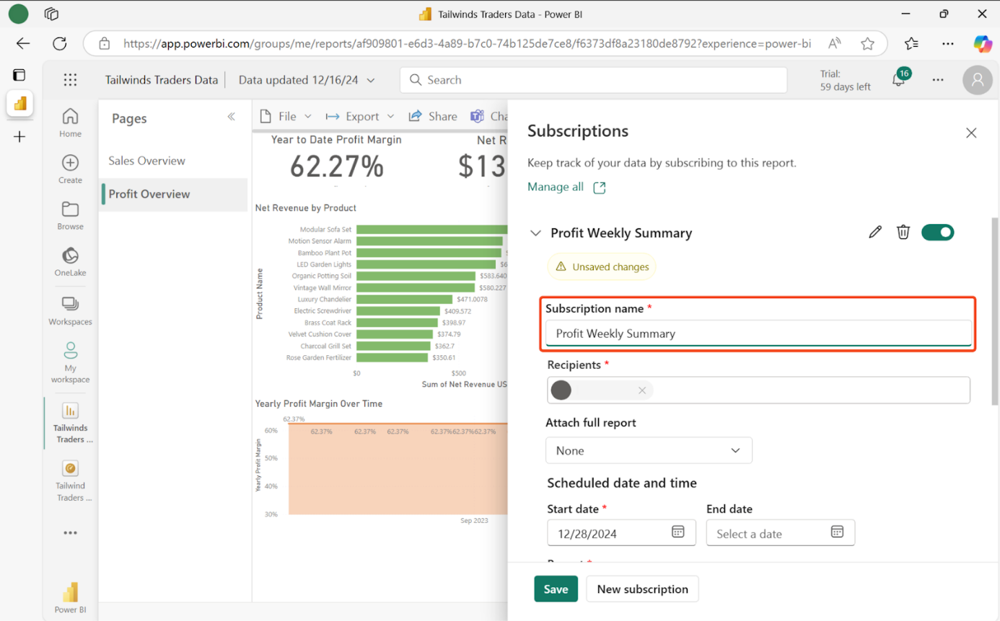 Tailwinds Traders Data - Power BI
https://app.powerbi.com/groups/me/reports/af909801-e6d3-4a89-b7c0-74b125de7ce8/f6373df8a23180de8792?experience=power-bi
Tailwinds Traders Data
Data updated 12/16/24
Search
Trial:
59 days left
16
Home
Create
Browse
OneLake
Workspaces
My
workspace
Tailwinds
Traders ...
Tailwind
Traders ...
Power BI
Pages
Sales Overview
Profit Overview
File
Export
Share
Cha
Year to Date Profit Margin
62.27%
Net R
$13
Net Revenue by Product
Product Name
Modular Sofa Set
Motion Sensor Alarm
Bamboo Plant Pot
LED Garden Lights
$6
Organic Potting Soil
$583.640
Vintage Wall Mirror
$580.227
Luxury Chandelier
$471.0078
Electric Screwdriver
$409.572
Brass Coat Rack
$398.97
Velvet Cushion Cover
$374.79
Charcoal Grill Set
$362.7
Rose Garden Fertilizer
$350.61
$0
$500
Sum of Net Revenue US
Yearly Profit Margin Over Time
Yearly Profit Margin
62.37%
60%
62.37% 62.37% 62.37% 62.37%62.37%62.37%
50%
40%
30%
Sep 2023
Subscriptions
Keep track of your data by subscribing to this report.
Manage all
Profit Weekly Summary
Unsaved changes
Subscription name *
Profit Weekly Summary
Recipients *
Attach full report
None
Scheduled date and time
Start date *
End date
12/28/2024
Select a date
Save
New subscription